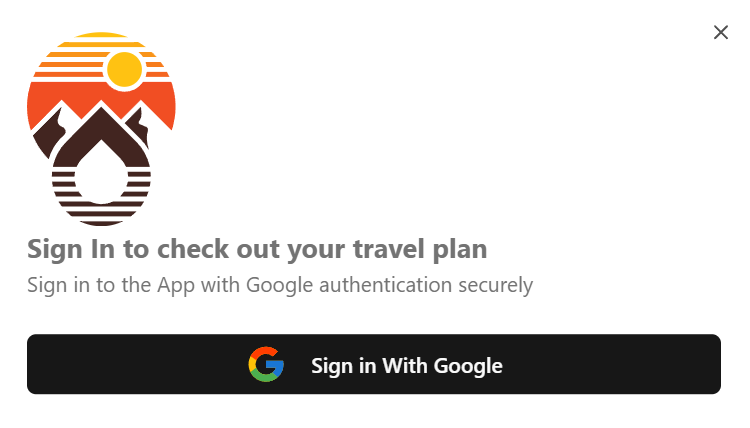 Sign In to check out your travel plan
Sign in to the App with Google authentication securely
Sign in With Google